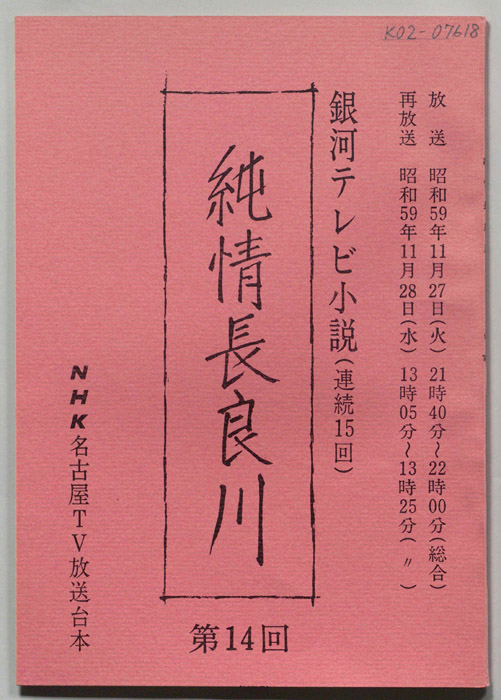 K02-07618
放送 昭和59年11月27日(火) 21時40分~22時00分(総合)
再放送 昭和59年11月28日(水) 13時05分~13時25分( 〃 )
銀河テレビ小説(連続15回)
純情長良川
第14回
NHK名古屋TV放送台本